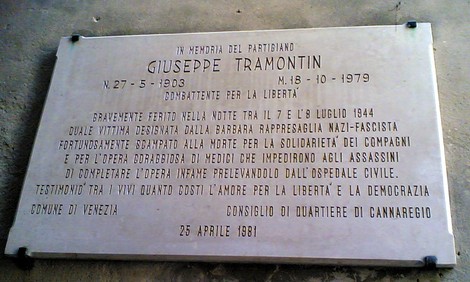 IN MEMORIA DEL PARTIGIANO
GIUSEPPE TRAMONTIN
N. 27-5-1903 M. 18-10-1979
COMBATTENTE PER LA LIBERTA'
GRAVEMENTE FERITO NELLA NOTTE TRA IL 7 E L'8 LUGLIO 1944
QUALE VITTIMA DESIGNATA DALLA BARBARA RAPPRESAGLIA NAZI-FASCISTA
FORTUNOSAMENTE SCAMPATO ALLA MORTE PER LA SOLIDARIETA' DEI COMPAGNI
E PER L'OPERA CORAGGIOSA DI MEDICI CHE IMPEDIRONO AGLI ASSASSINI
DI COMPLETARE L'OPERA INFAME PRELEVANDOLO DALL'OSPEDALE CIVILE.
TESTIMONIO' TRA I VIVI QUANTO COSTI L'AMORE PER LA LIBERTA' E LA DEMOCRAZIA
COMUNE DI VENEZIA CONSIGLIO DI QUARTIERE DI CANNAREGIO
25 APRILE 1981